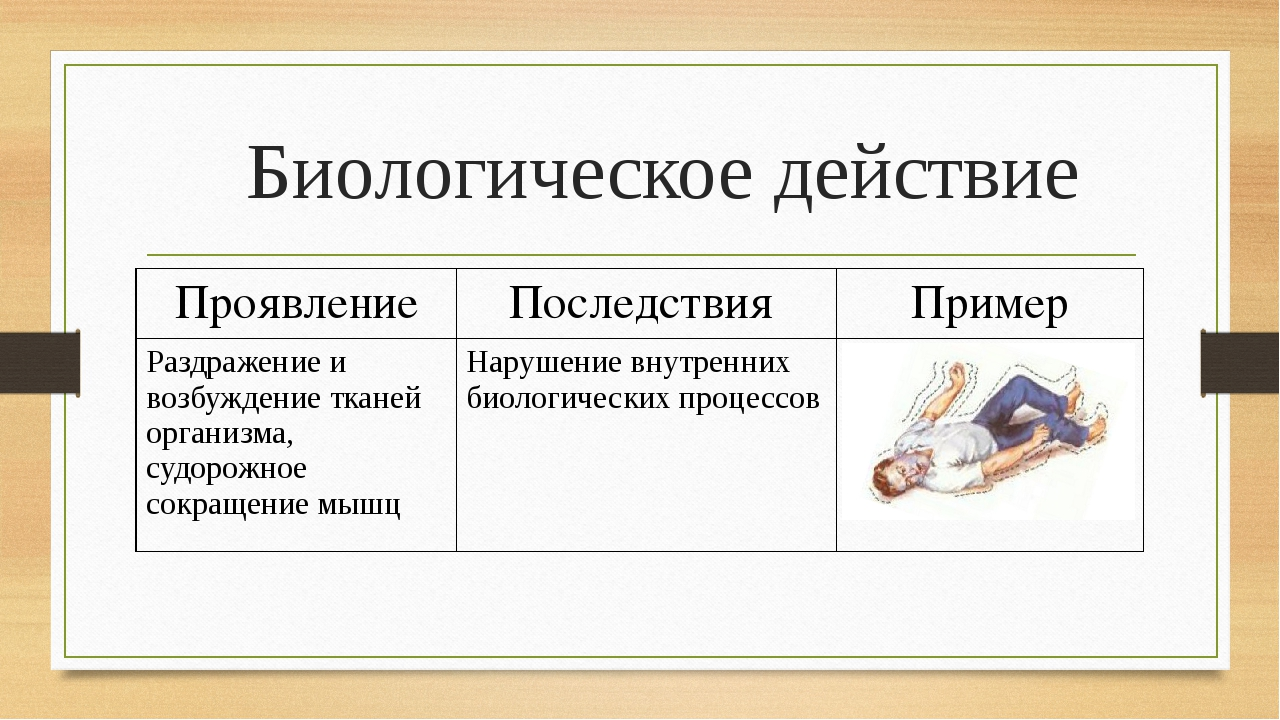 Биологическое действие
Проявление
Последствия
Пример
Раздражение и
возбуждение тканей
организма,
судорожное
сокращение мышц
Нарушение внутренних
биологических процессов